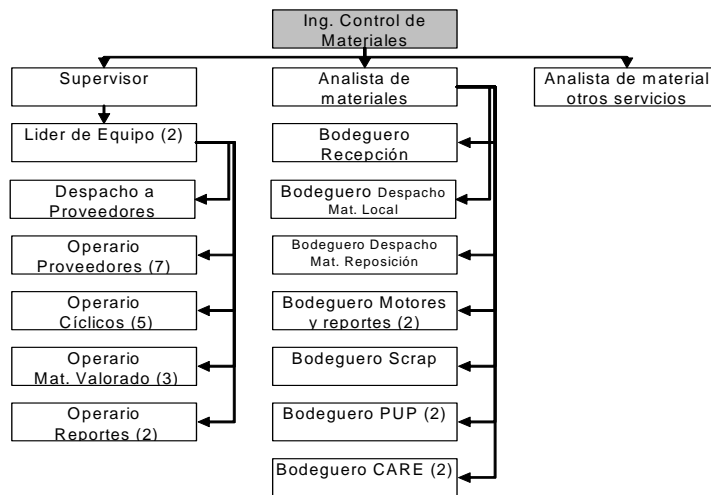 Ing. Control de
Materiales
Supervisor
Analista de
materiales
Analista de material
otros servicios
Lider de Equipo (2)
Despacho a
Proveedores
Operario
Proveedores (7)
Operario
Cíclicos (5)
Operario
Mat. Valorado (3)
Operario
Reportes (2)
Bodeguero
Recepción
Bodeguero Despacho
Mat. Local
Bodeguero Despacho
Mat. Reposición
Bodeguero Motores
y reportes (2)
Bodeguero Scrap
Bodeguero PUP (2)
Bodeguero CARE (2)